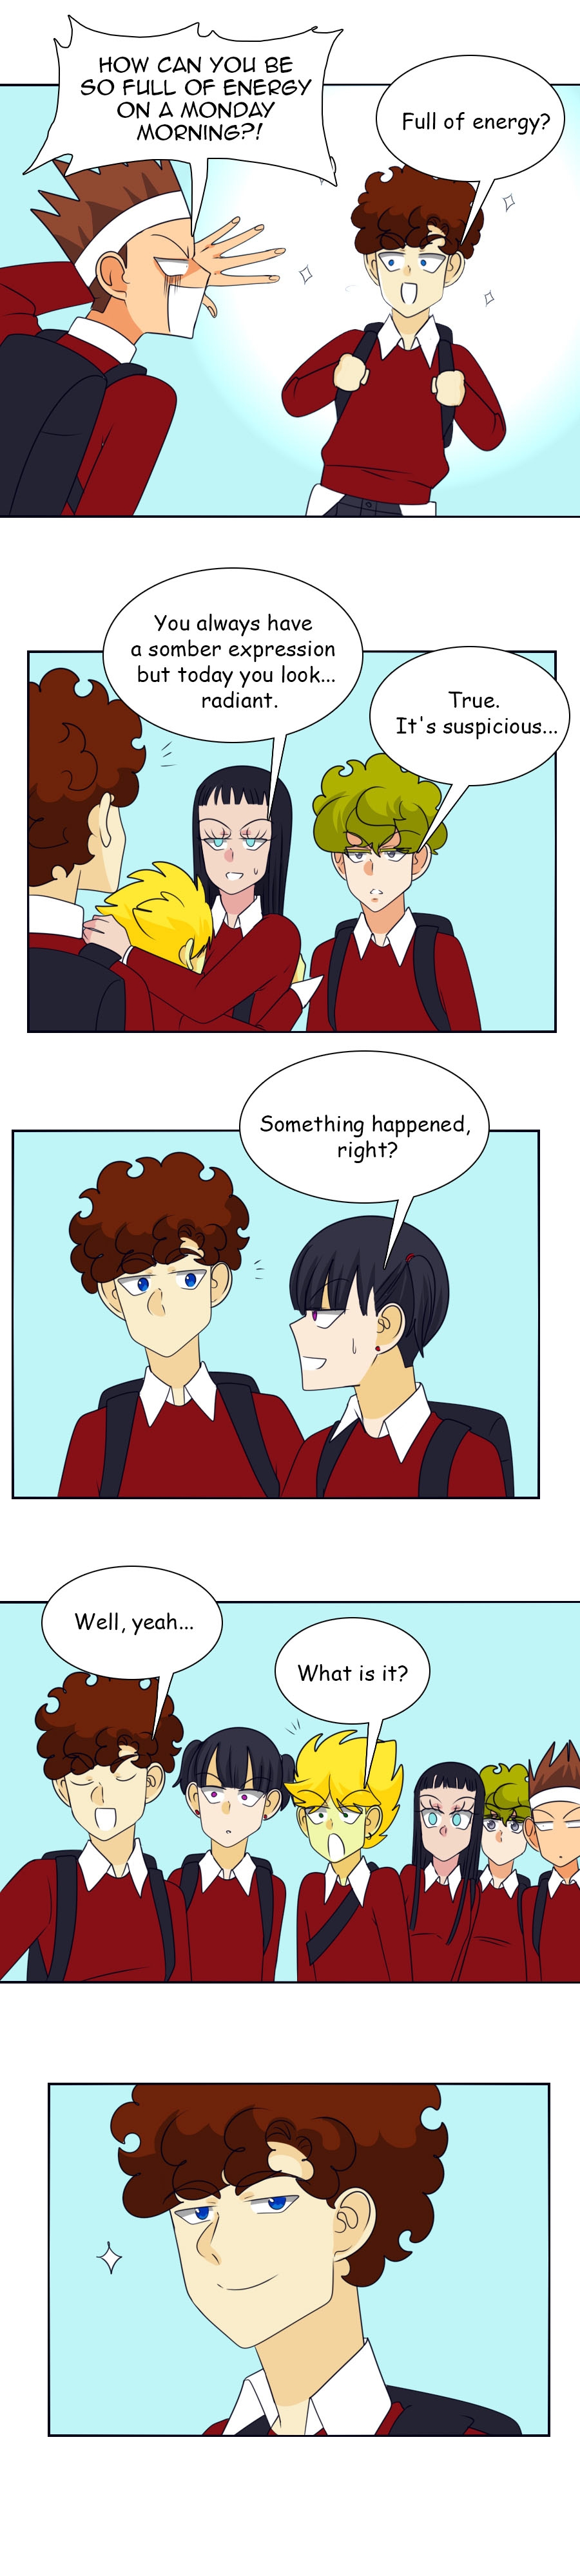 HOW CAN YOU BE
SO FULL OF ENERGY
ON A MONDAY
MORNING?!
Full of energy?
You always have
a somber expression
but today you look...
radiant.
True.
It's suspicious...
Something happened,
right?
Well, yeah...
What is it?